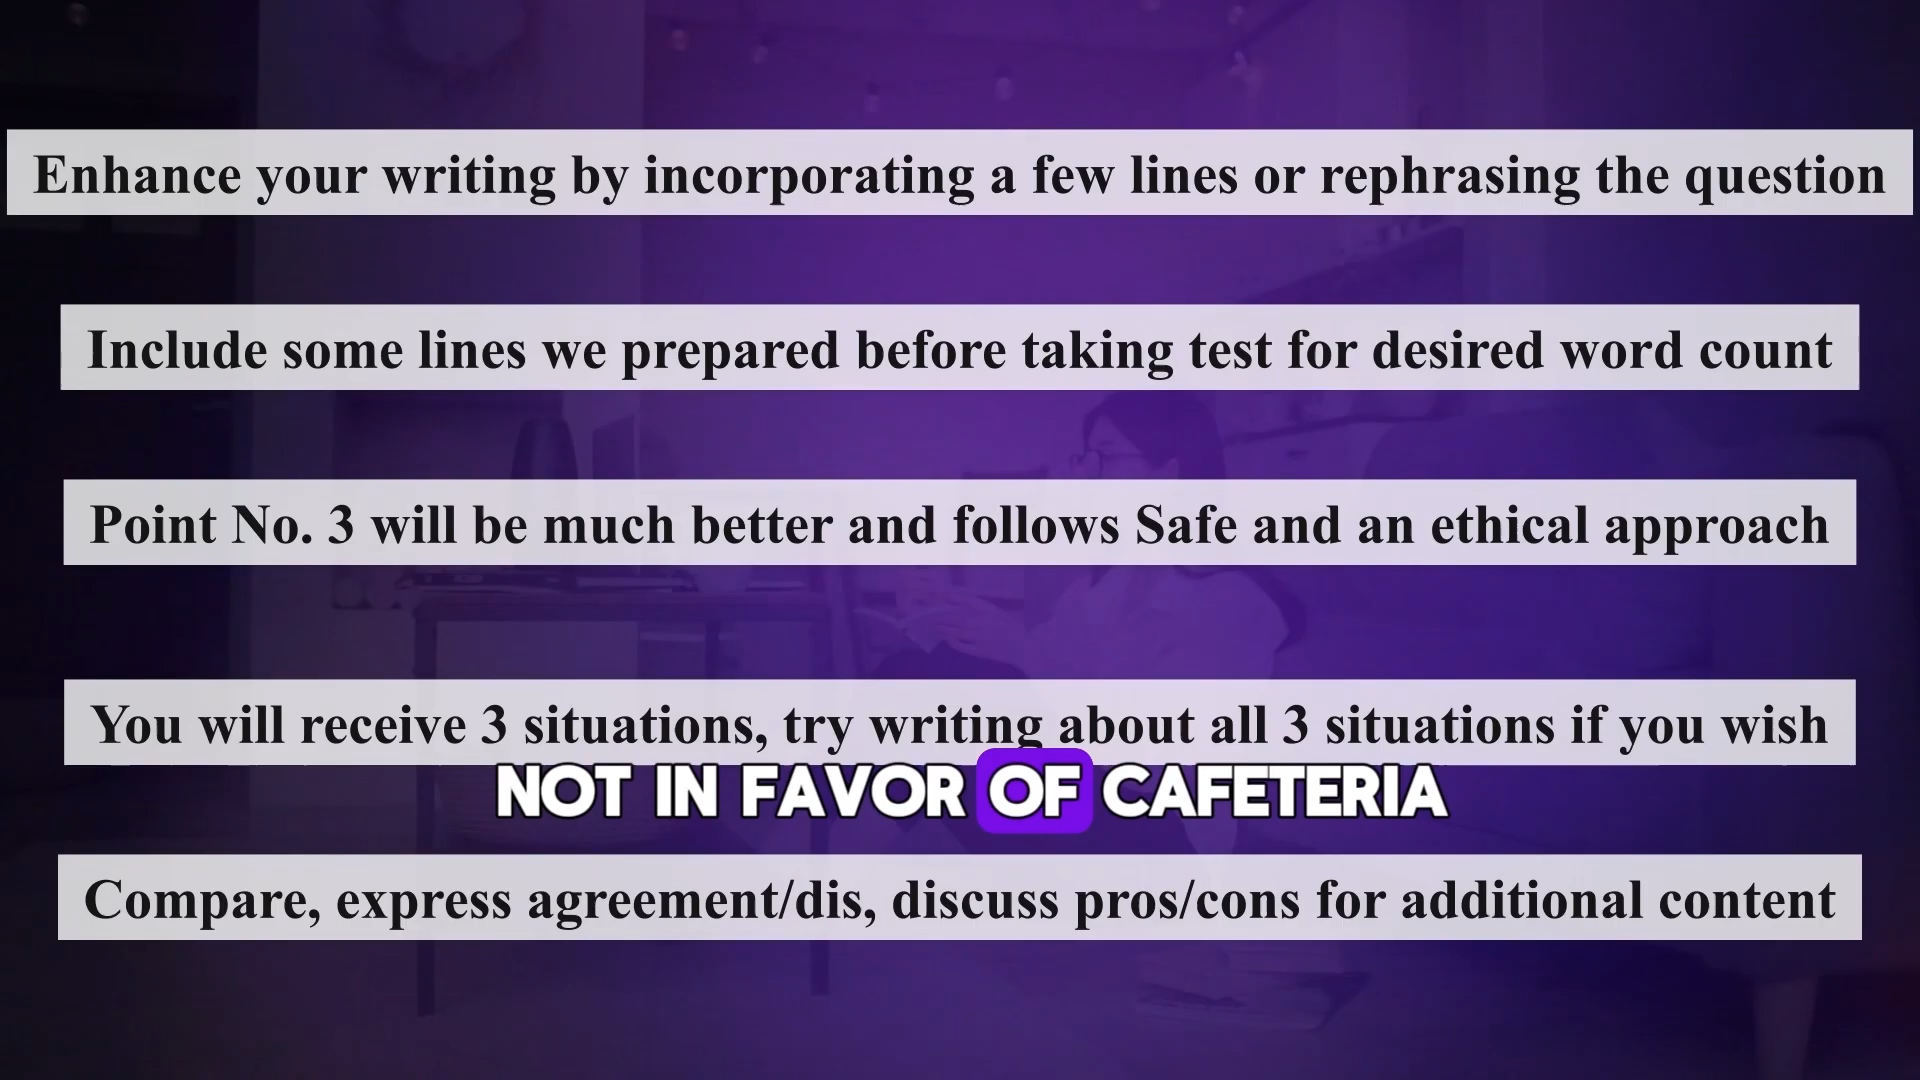 Enhance your writing by incorporating a few lines or rephrasing the question
Include some lines we prepared before taking test for desired word count
Point No. 3 will be much better and follows Safe and an ethical approach
You will receive 3 situations, try writing about all 3 situations if you wish
NOT IN FAVOR OF CAFETERIA
Compare, express agreement/dis, discuss pros/cons for additional content